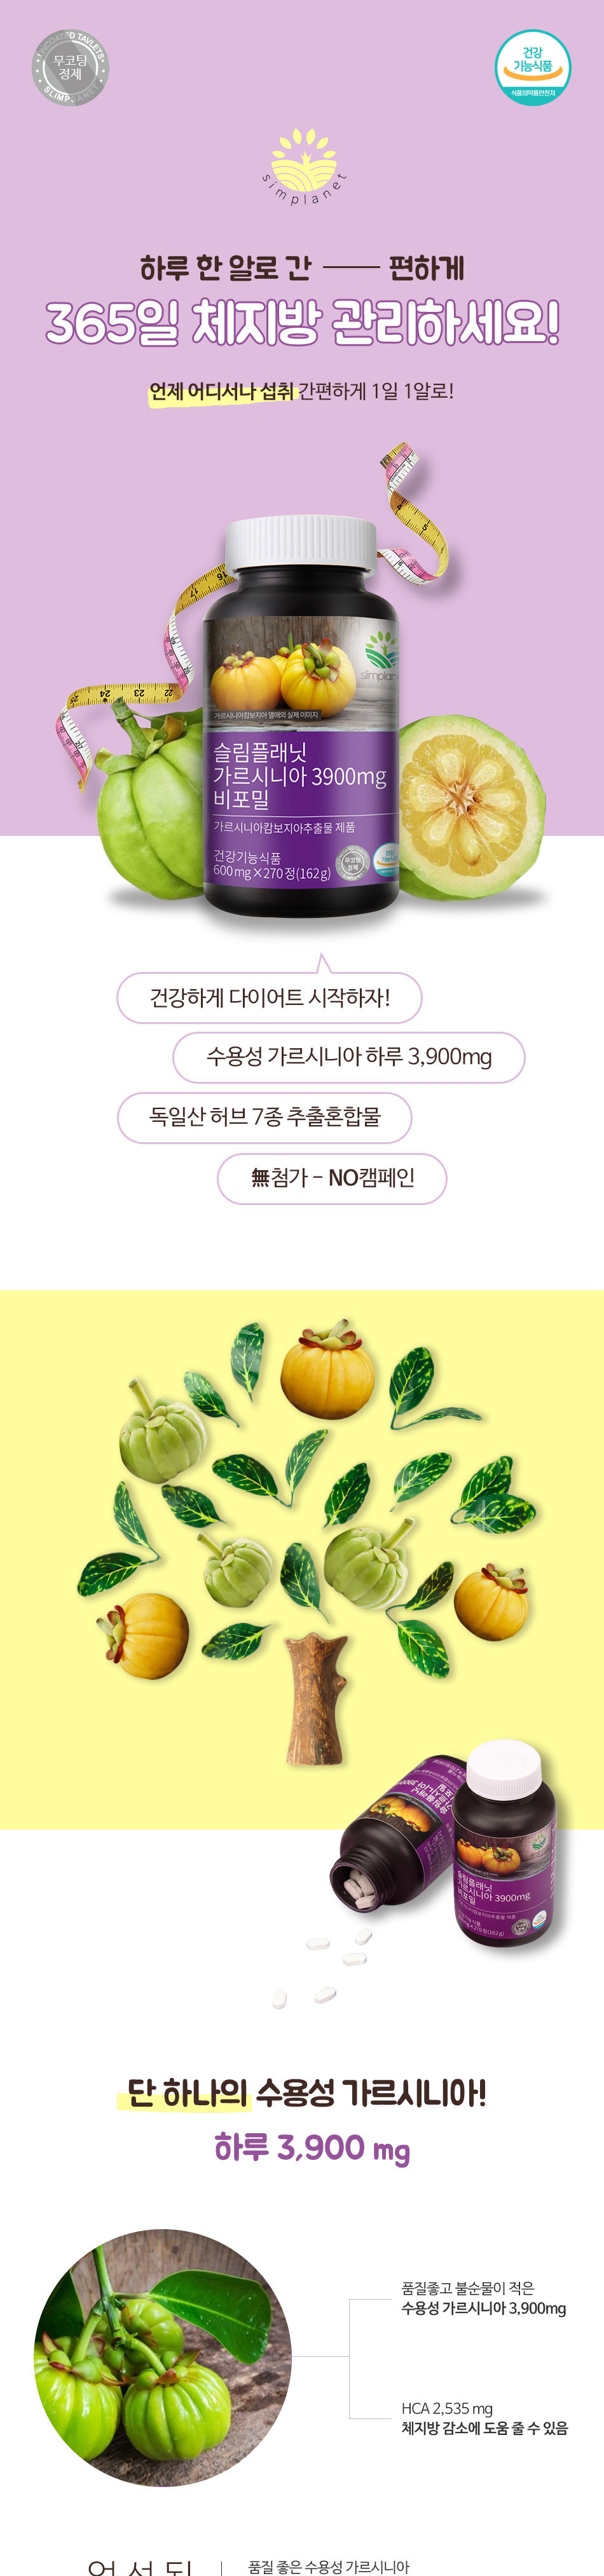 UNCOATED TAVLETS
무코팅
정제
SLIMPLANET
건강
기능식품
식품의약품안전처
simplanet
하루 한 알로 간 —— 편하게
365일 체지방 관리하세요!
언제 어디서나 섭취 간편하게 1일 1알로!
가르시니아캄보지아 열매의 실제 이미지
슬림플래닛
가르시니아 3900mg
비포밀
가르시니아캄보지아추출물 제품
건강기능식품
600mg×270정(162g)
무코팅
정제
건강하게 다이어트 시작하자!
수용성 가르시니아 하루 3,900mg
독일산 허브 7종 추출혼합물
無첨가 - NO캠페인
슬림플래닛
가르시니아 3900mg
비포밀
단 하나의 수용성 가르시니아!
하루 3,900 mg
품질좋고 불순물이 적은
수용성 가르시니아 3,900mg
HCA 2,535 mg
체지방 감소에 도움 줄 수 있음
품질 좋은 수용성 가르시니아